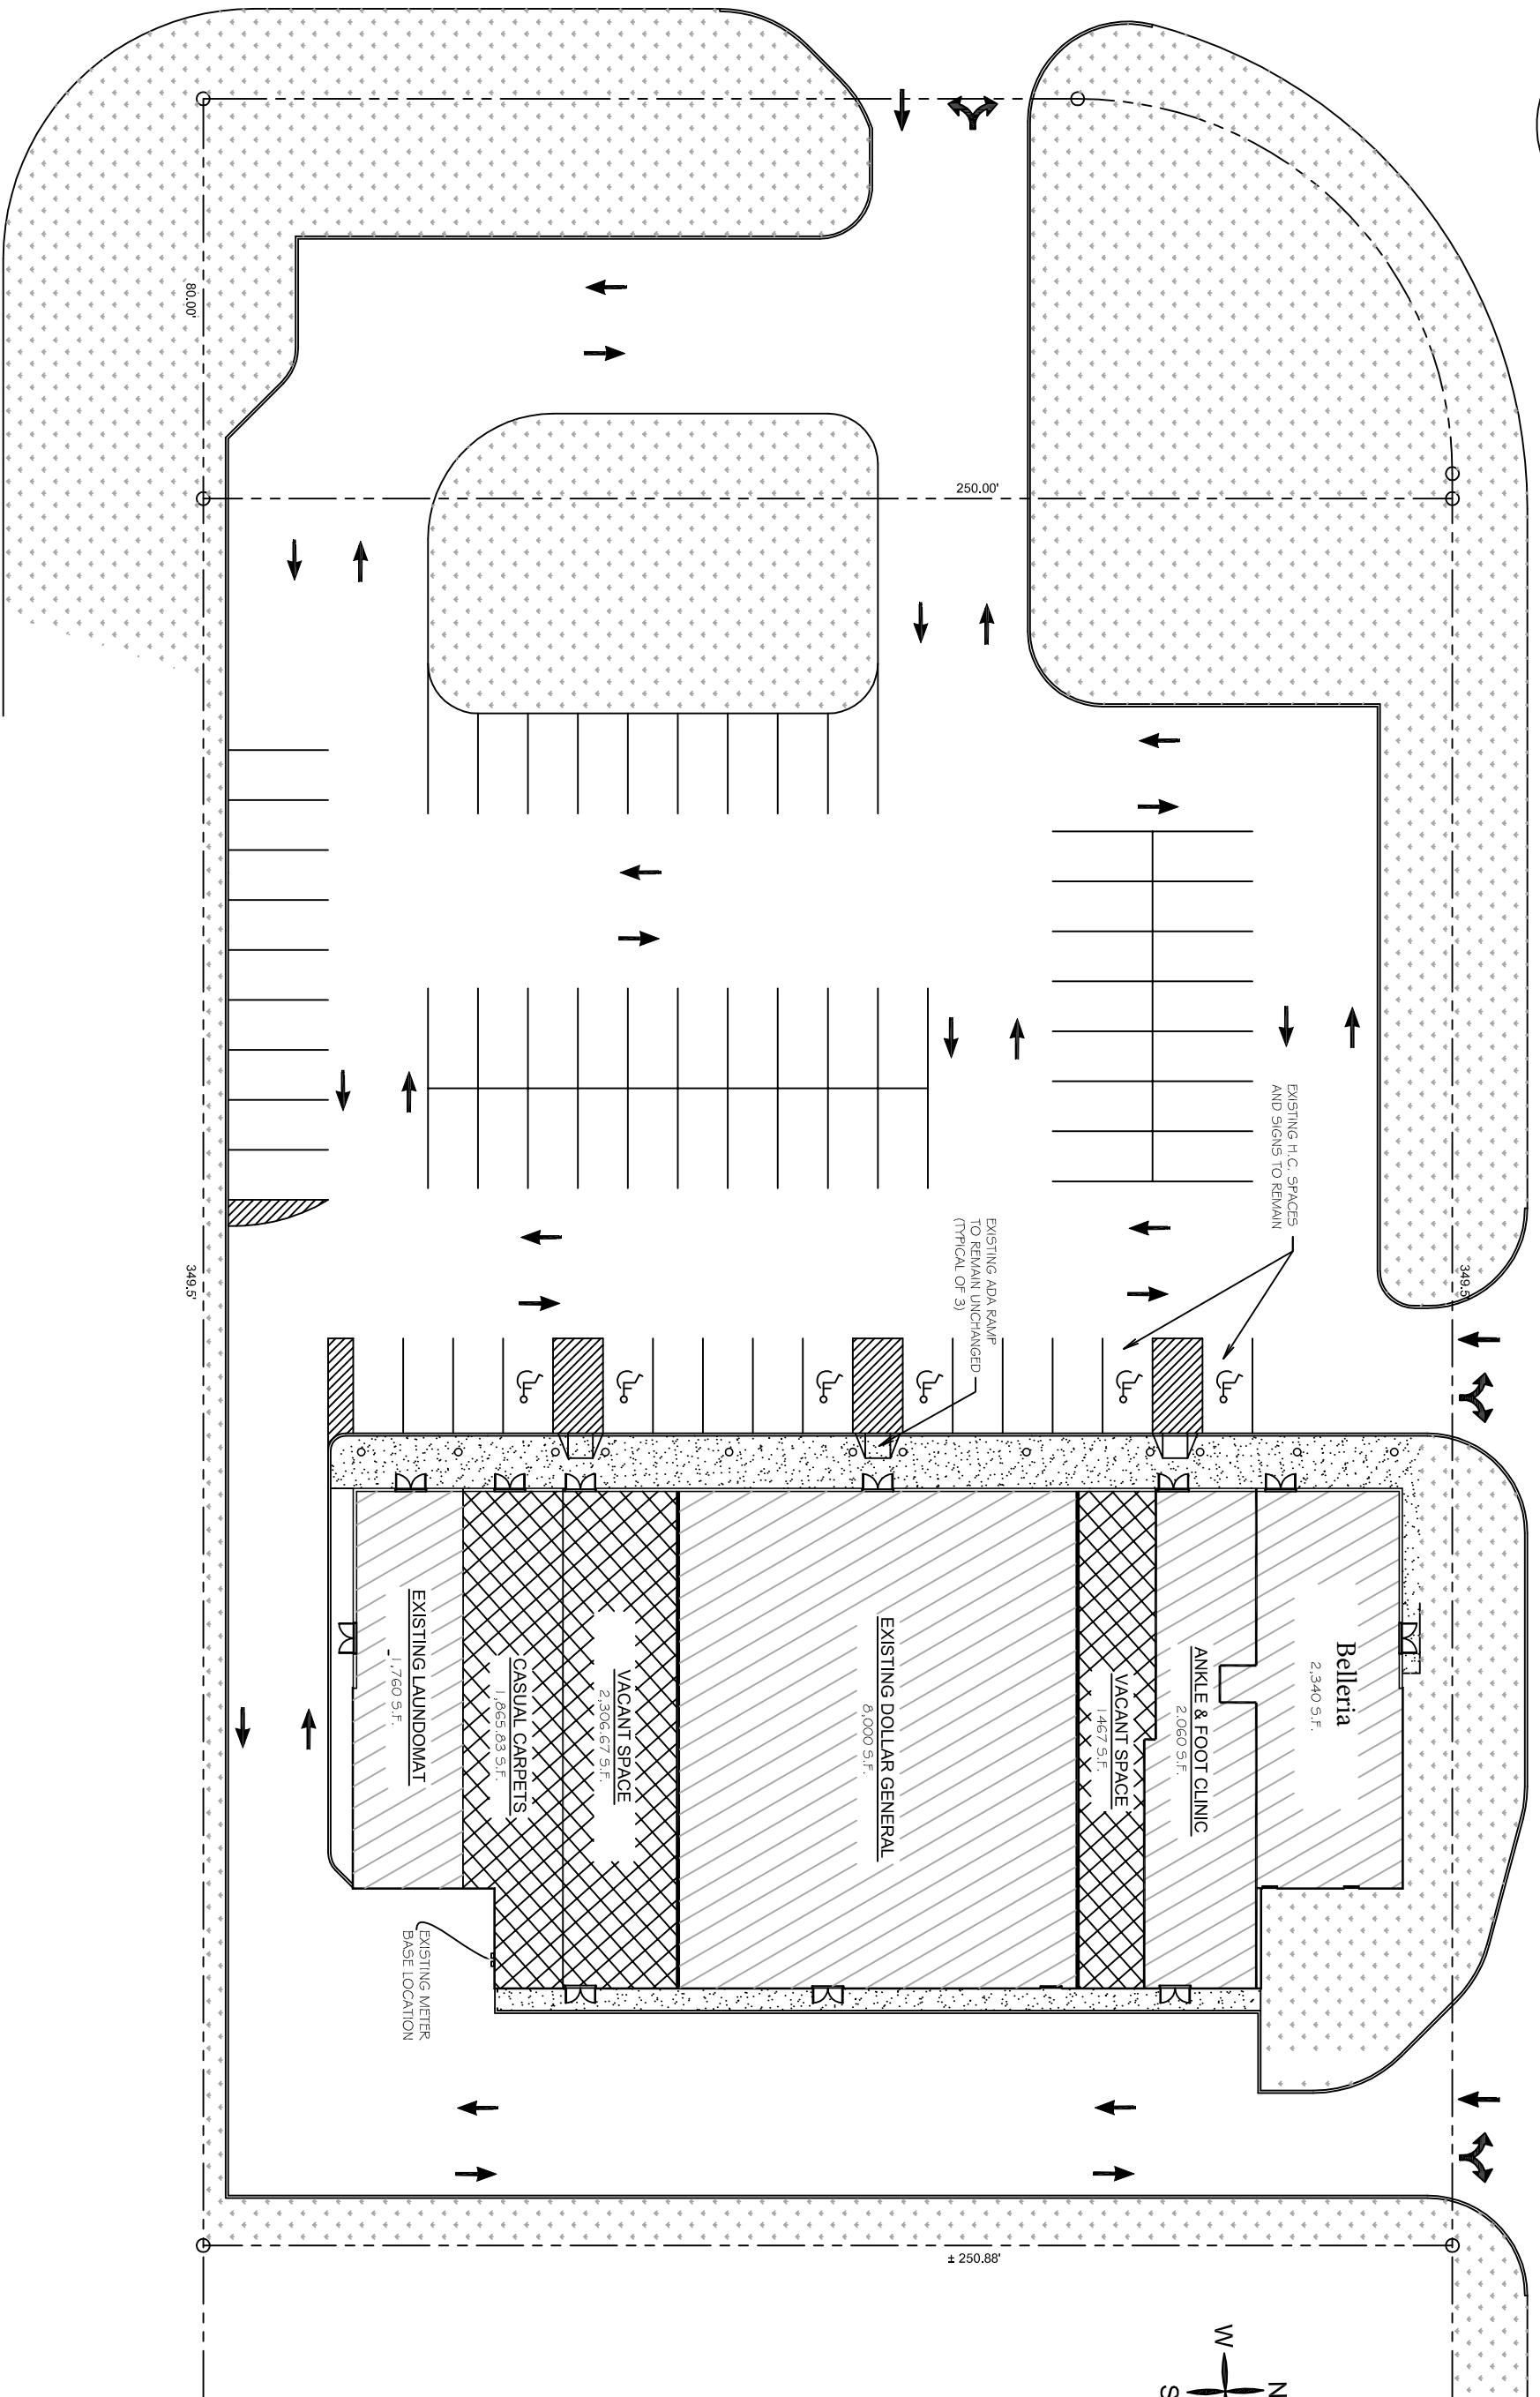 80.00'
250.00'
EXISTING H.C. SPACES
AND SIGNS TO REMAIN
EXISTING ADA RAMP
TO REMAIN UNCHANGED
(TYPICAL OF 3)
349.5'
349.5'
Belleria
2,340 S.F.
ANKLE & FOOT CLINIC
2.060 S.F.
VACANT SPACE
1467 S.F.
EXISTING DOLLAR GENERAL
8,000 S.F.
VACANT SPACE
2,306.67 S.F.
CASUAL CARPETS
1,865.83 S.F.
EXISTING LAUNDOMAT
1,760 S.F.
EXISTING METER
BASE LOCATION
± 250.88'
W
N
S